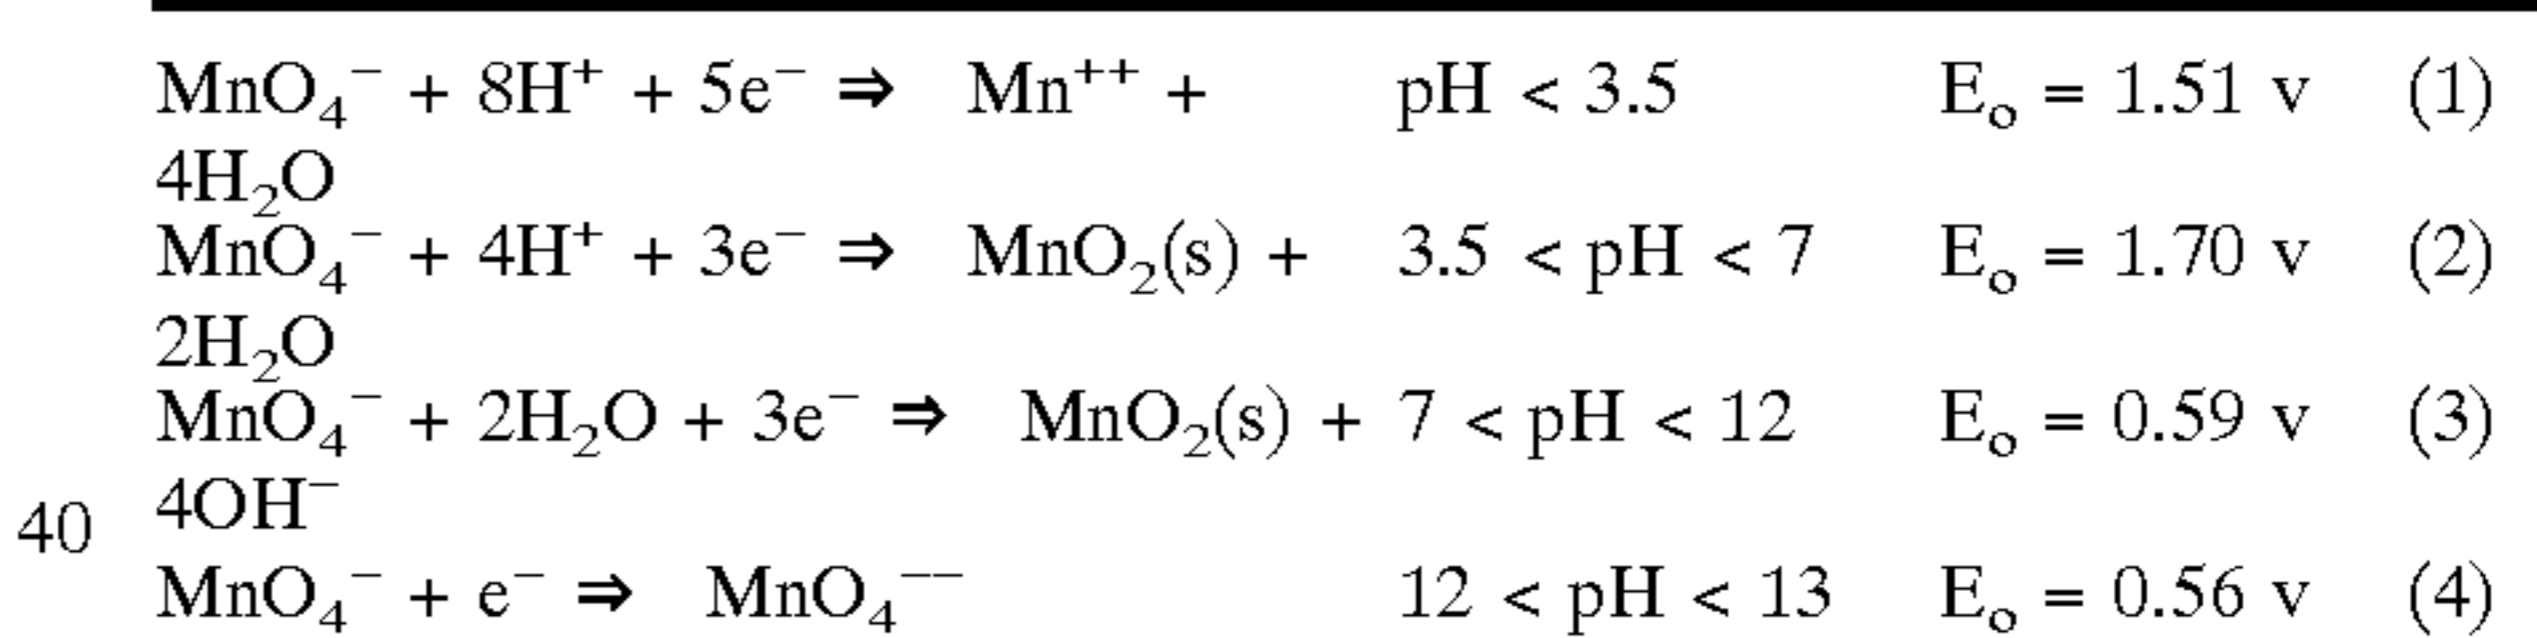 MnO₄⁻ + 8H⁺ + 5e⁻ ⇒ Mn⁺⁺ + pH < 3.5 Eₒ = 1.51 v (1)
4H₂O
MnO₄⁻ + 4H⁺ + 3e⁻ ⇒ MnO₂(s) + 3.5 < pH < 7 Eₒ = 1.70 v (2)
2H₂O
MnO₄⁻ + 2H₂O + 3e⁻ ⇒ MnO₂(s) + 7 < pH < 12 Eₒ = 0.59 v (3)
40 4OH⁻
MnO₄⁻ + e⁻ ⇒ MnO₄⁻⁻ 12 < pH < 13 Eₒ = 0.56 v (4)